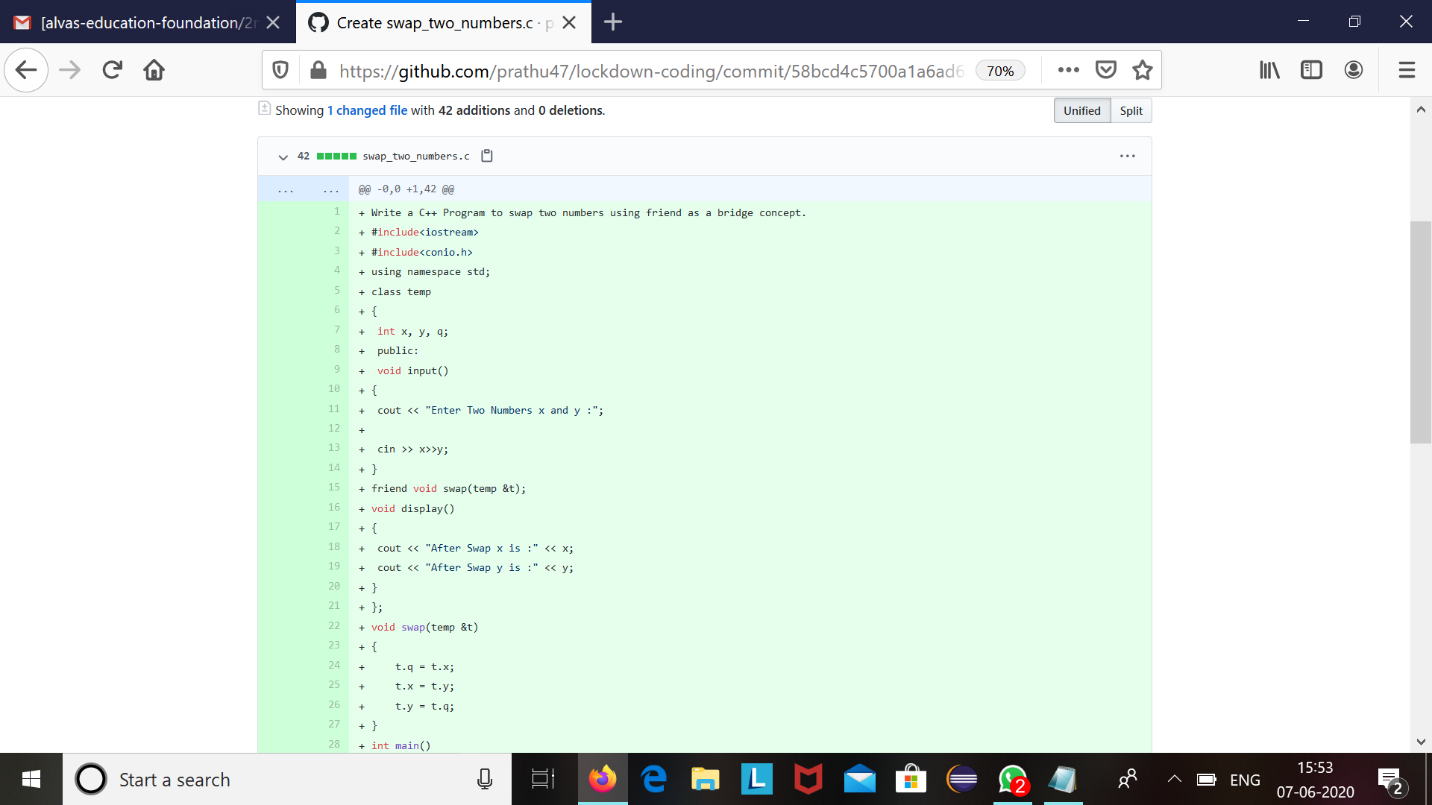 [alvas-education-foundation/2n
Create swap_two_numbers.c · p
https://github.com/prathu47/lockdown-coding/commit/58bcd4c5700a1a6ad6
70%
Showing 1 changed file with 42 additions and 0 deletions.
Unified Split
42 swap_two_numbers.c
... ... @@ -0,0 +1,42 @@
1 + Write a C++ Program to swap two numbers using friend as a bridge concept.
2 + #include<iostream>
3 + #include<conio.h>
4 + using namespace std;
5 + class temp
6 + {
7 + int x, y, q;
8 + public:
9 + void input()
10 + {
11 + cout << "Enter Two Numbers x and y :";
12 +
13 + cin >> x>>y;
14 + }
15 + friend void swap(temp &t);
16 + void display()
17 + {
18 + cout << "After Swap x is :" << x;
19 + cout << "After Swap y is :" << y;
20 + }
21 + };
22 + void swap(temp &t)
23 + {
24 + t.q = t.x;
25 + t.x = t.y;
26 + t.y = t.q;
27 + }
28 + int main()
Start a search
L
2
ENG
15:53
07-06-2020
2